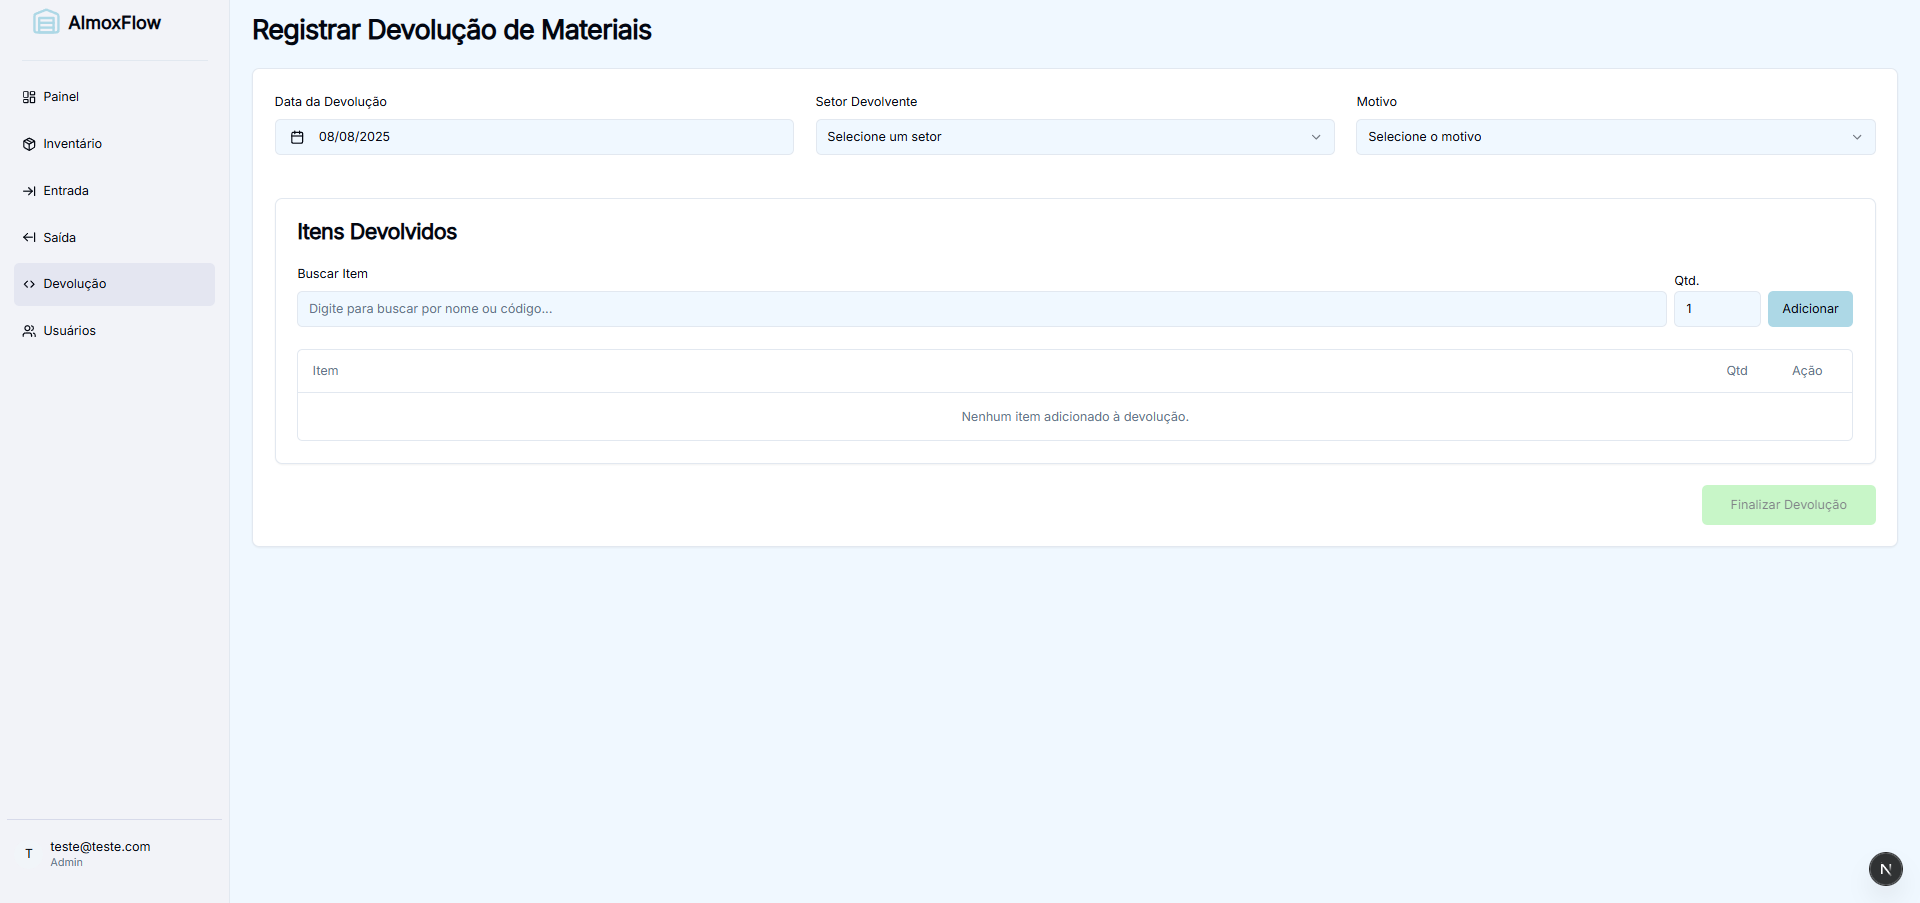 AlmoxFlow
Painel
Inventário
Entrada
Saída
Devolução
Usuários
teste@teste.com
T
Admin
Registrar Devolução de Materiais
Data da Devolução
08/08/2025
Setor Devolvente
Selecione um setor
Motivo
Selecione o motivo
Itens Devolvidos
Buscar Item
Digite para buscar por nome ou código...
Qtd.
1
Adicionar
Item Qtd Ação
Nenhum item adicionado à devolução.
Finalizar Devolução
N